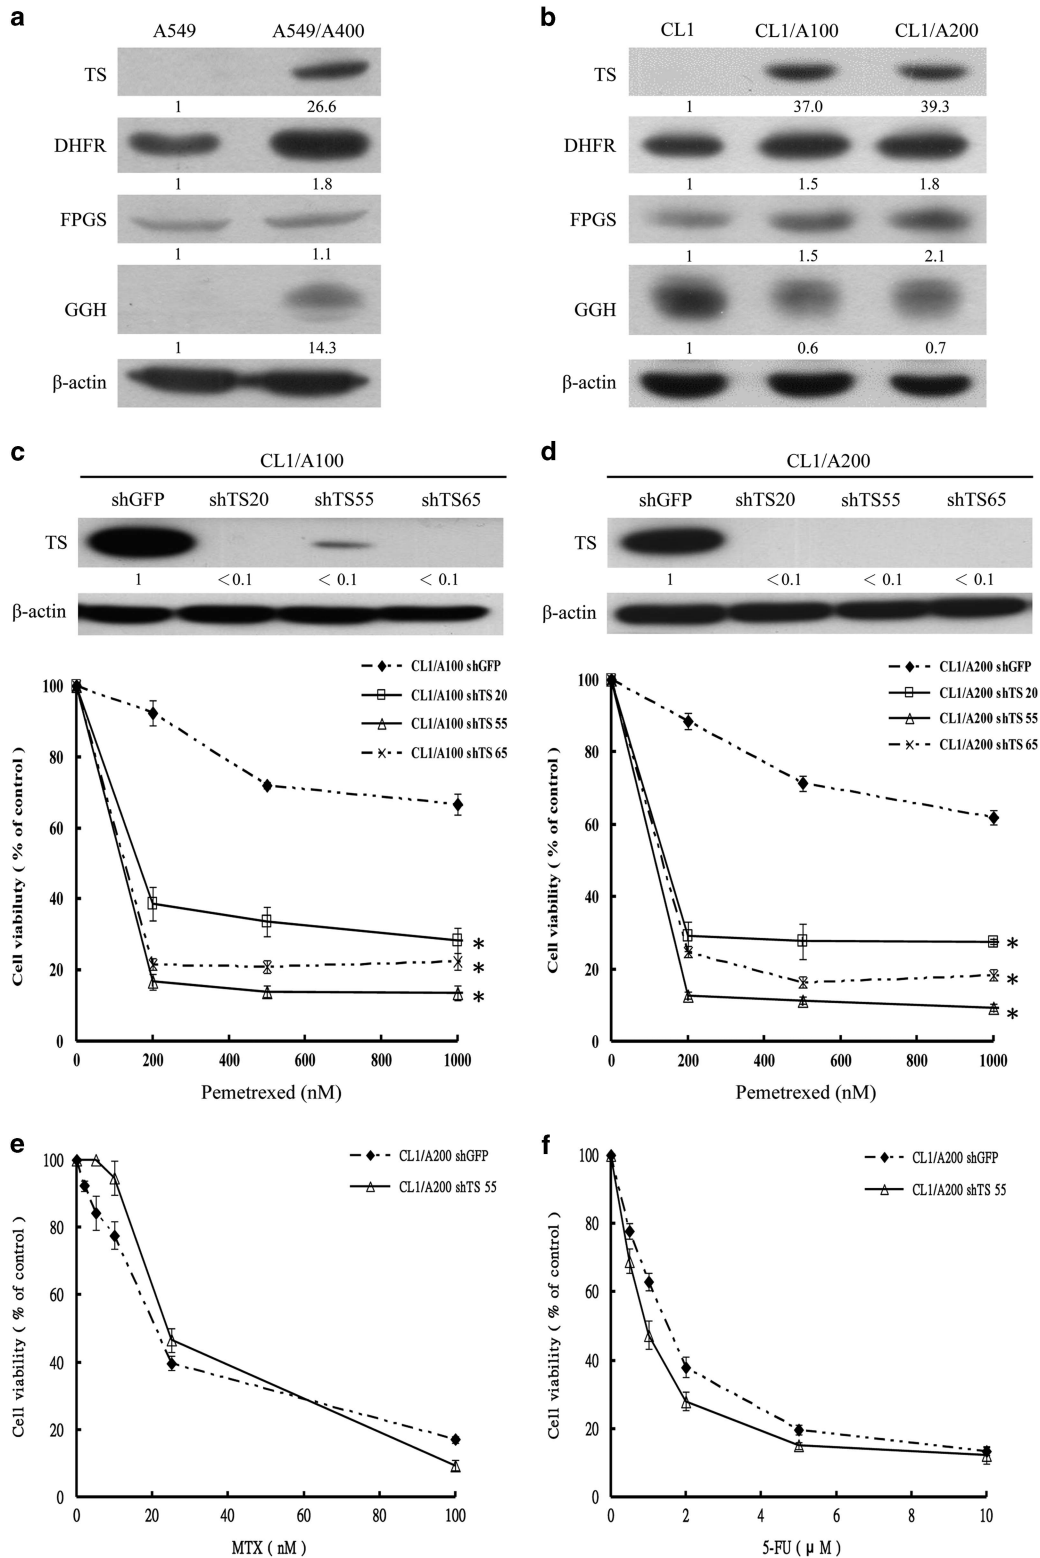 a
A549 A549/A400
TS
1 26.6
DHFR
1 1.8
FPGS
1 1.1
GGH
1 14.3
β-actin
b
CL1 CL1/A100 CL1/A200
TS
1 37.0 39.3
DHFR
1 1.5 1.8
FPGS
1 1.5 2.1
GGH
1 0.6 0.7
β-actin
c
CL1/A100
shGFP shTS20 shTS55 shTS65
TS
1 < 0.1 < 0.1 < 0.1
β-actin
CL1/A100 shGFP
CL1/A100 shTS 20
CL1/A100 shTS 55
CL1/A100 shTS 65
Cell viabiluty ( % of control )
100
80
60
40
20
0
*
*
*
0 200 400 600 800 1000
Pemetrexed (nM)
d
CL1/A200
shGFP shTS20 shTS55 shTS65
TS
1 < 0.1 < 0.1 < 0.1
β-actin
CL1/A200 shGFP
CL1/A200 shTS 20
CL1/A200 shTS 55
CL1/A200 shTS 65
Cell viability ( % of control )
100
80
60
40
20
0
*
*
*
0 200 400 600 800 1000
Pemetrexed (nM)
e
CL1/A200 shGFP
CL1/A200 shTS 55
Cell viability ( % of control )
100
80
60
40
20
0
0 20 40 60 80 100
MTX ( nM )
f
CL1/A200 shGFP
CL1/A200 shTS 55
Cell viability ( % of control )
100
80
60
40
20
0
0 2 4 6 8 10
5-FU ( μ M )